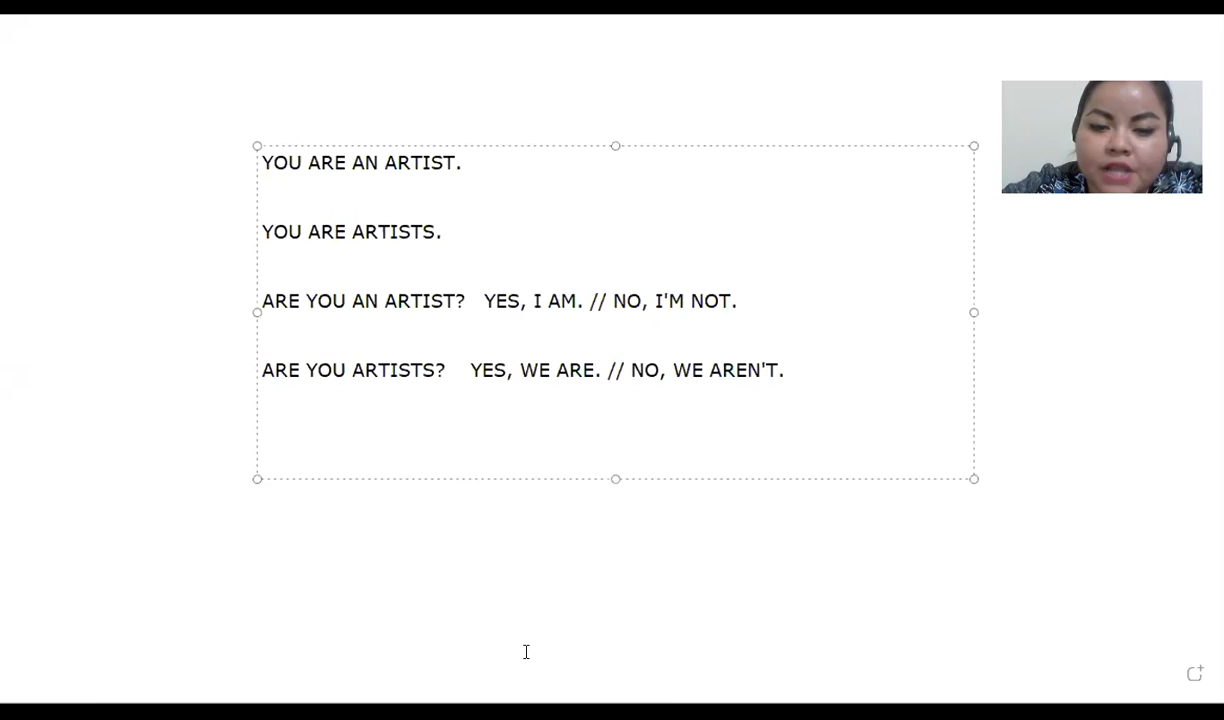 YOU ARE AN ARTIST.
YOU ARE ARTISTS.
ARE YOU AN ARTIST? YES, I AM. // NO, I'M NOT.
ARE YOU ARTISTS? YES, WE ARE. // NO, WE AREN'T.